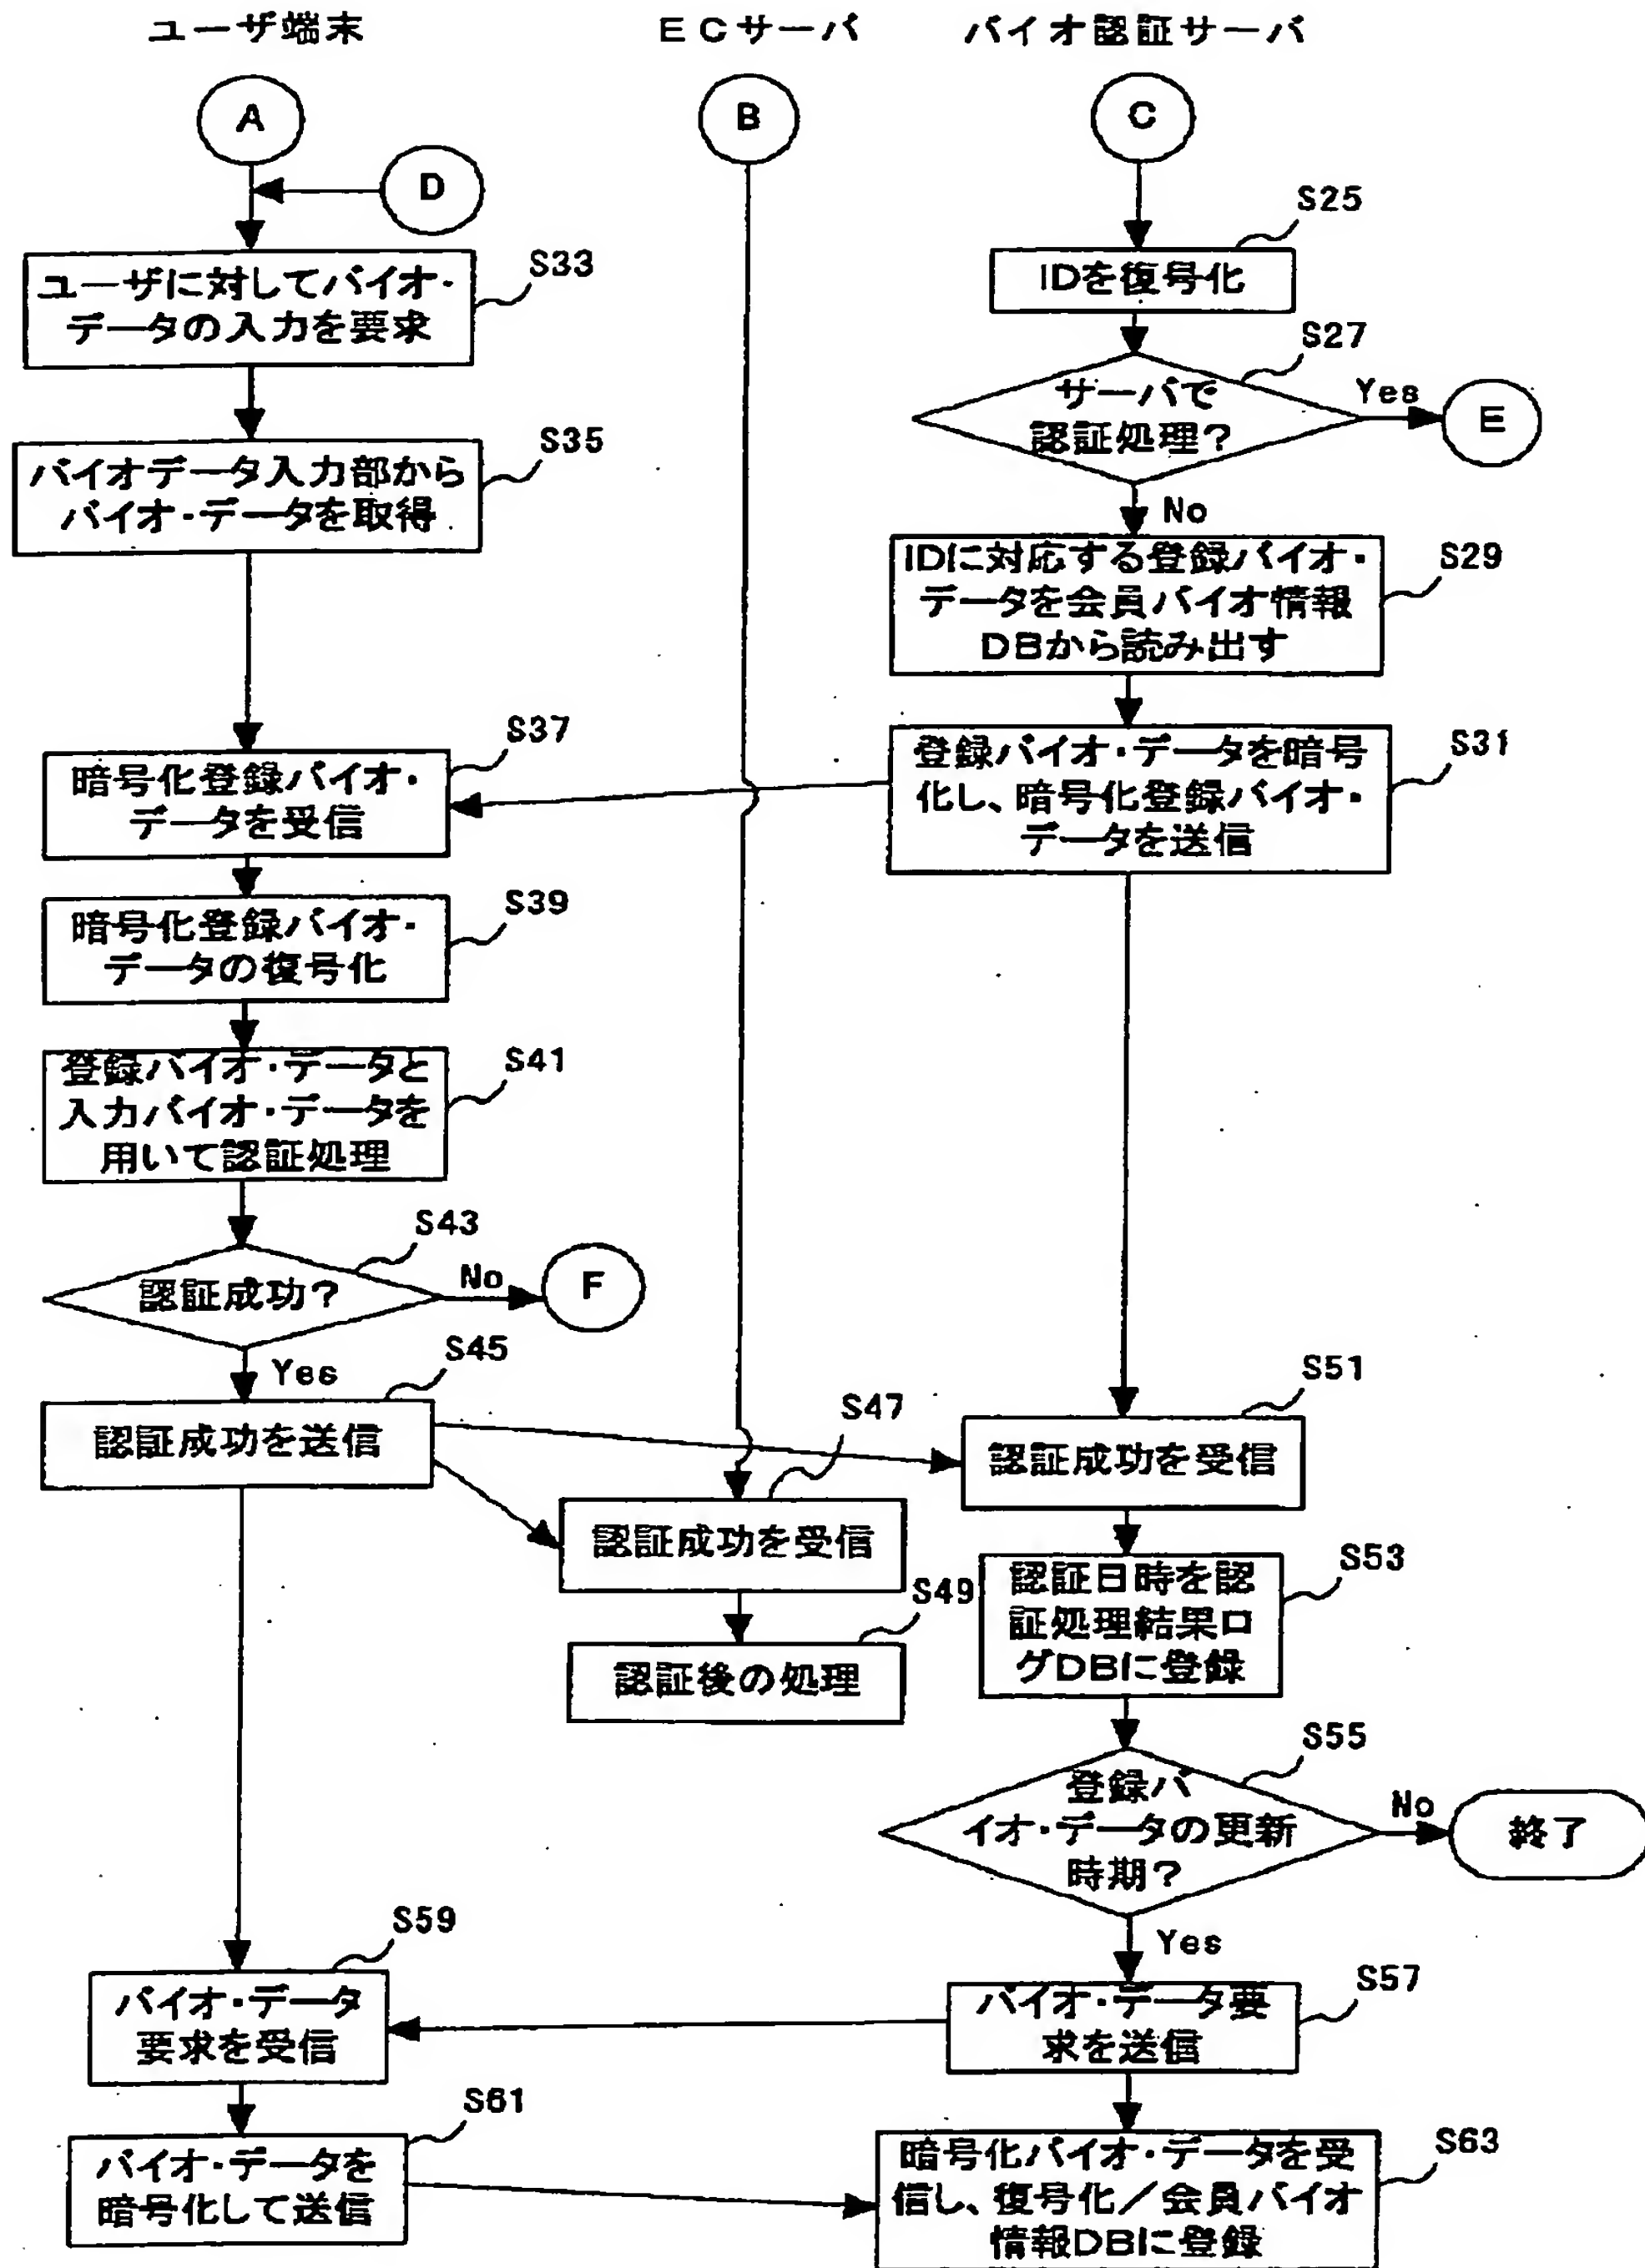 ユーザ端末
ECサーバ
バイオ認証サーバ
A
B
C
D
S25
IDを復号化
S33
ユーザに対してバイオ・
データの入力を要求
S27
サーバで
認証処理？
Yes
E
S35
バイオデータ入力部から
バイオ・データを取得
No
S29
IDに対応する登録バイオ・
データを会員バイオ情報
DBから読み出す
S37
暗号化登録バイオ・
データを受信
S31
登録バイオ・データを暗号
化し、暗号化登録バイオ・
データを送信
S39
暗号化登録バイオ・
データの復号化
S41
登録バイオ・データと
入力バイオ・データを
用いて認証処理
S43
認証成功？
No
F
Yes
S45
認証成功を送信
S47
認証成功を受信
S51
認証成功を受信
S49
認証後の処理
S53
認証日時を認
証処理結果ロ
グDBに登録
S55
登録バ
イオ・データの更新
時期？
No
終了
Yes
S59
バイオ・データ
要求を受信
S57
バイオ・データ要
求を送信
S61
バイオ・データを
暗号化して送信
S63
暗号化バイオ・データを受
信し、復号化／会員バイオ
情報DBに登録